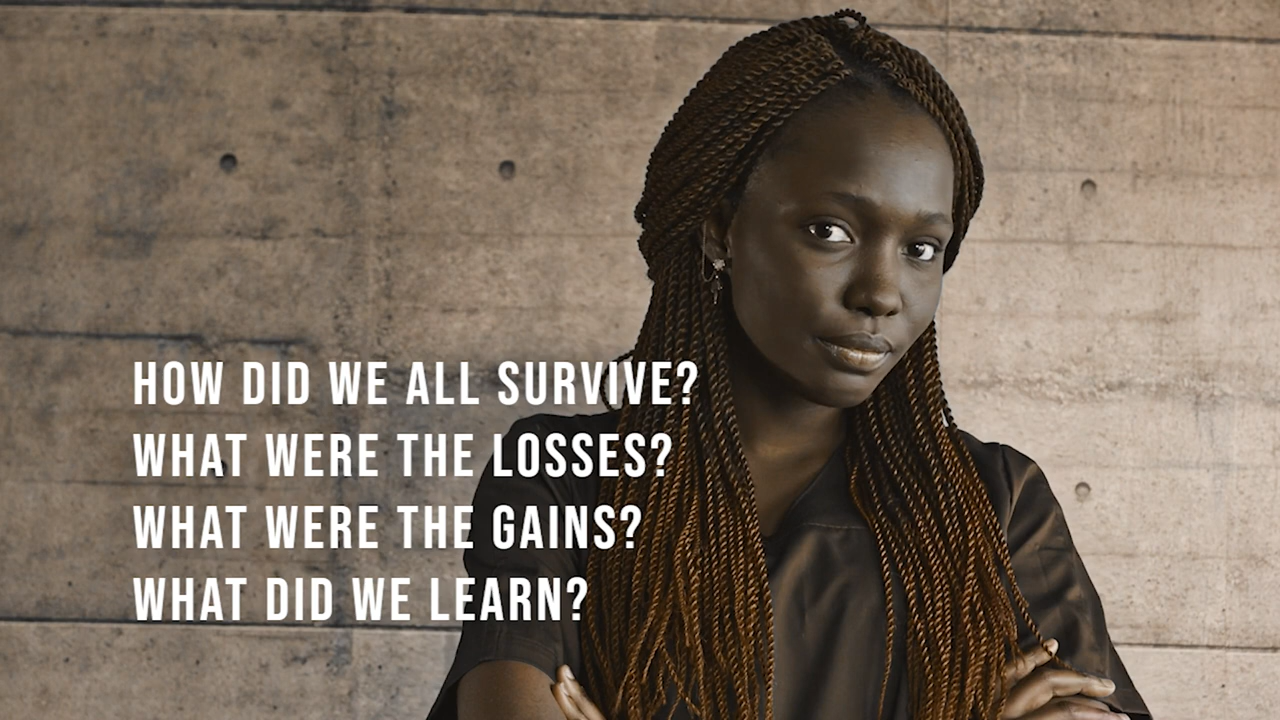 HOW DID WE ALL SURVIVE?
WHAT WERE THE LOSSES?
WHAT WERE THE GAINS?
WHAT DID WE LEARN?